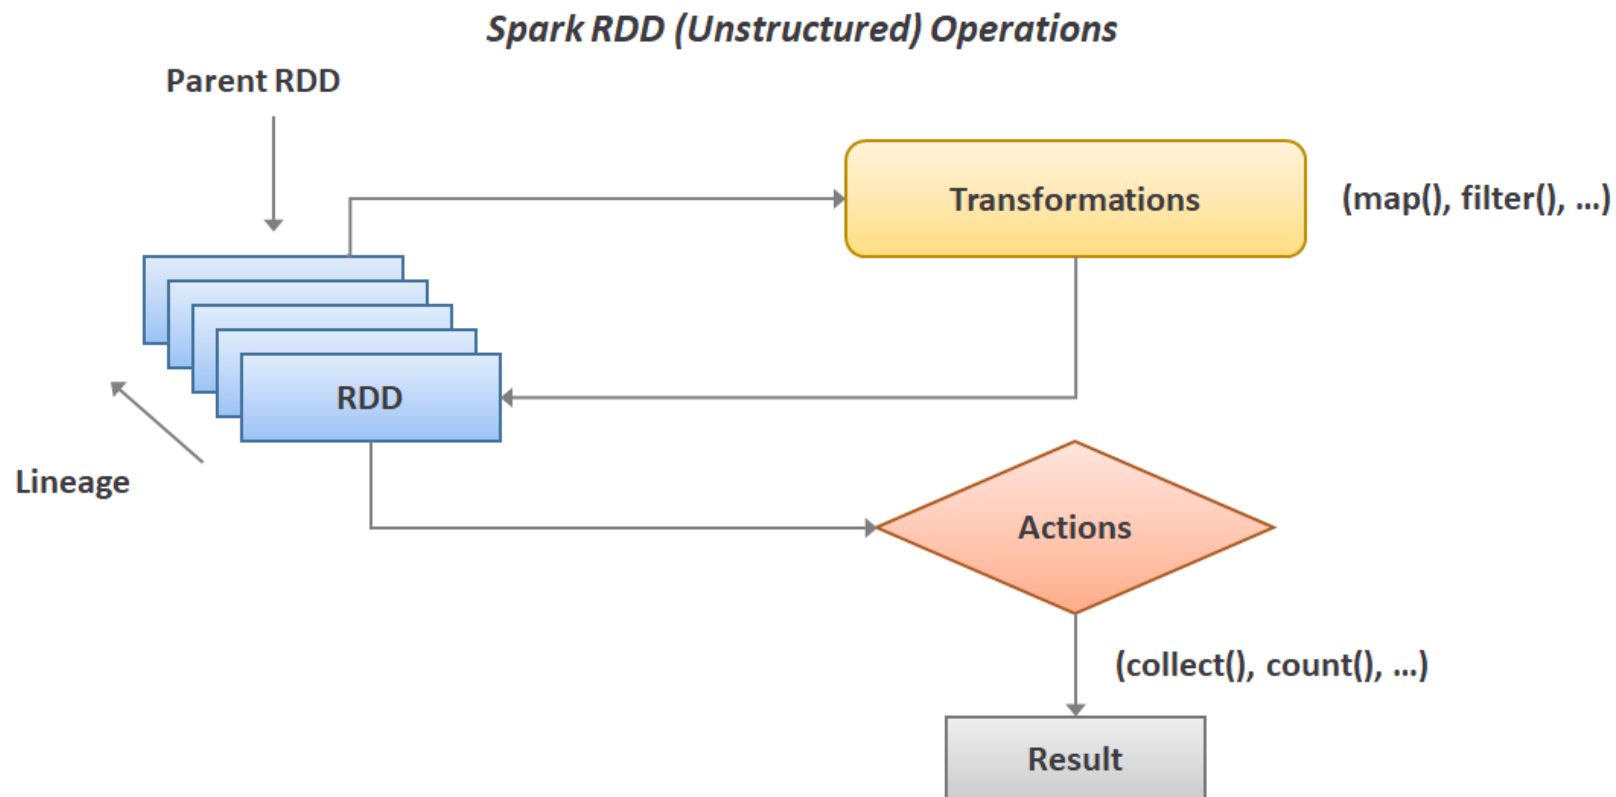 Spark RDD (Unstructured) Operations
Parent RDD
Transformations
(map(), filter(), ...)
RDD
Lineage
Actions
(collect(), count(), ...)
Result